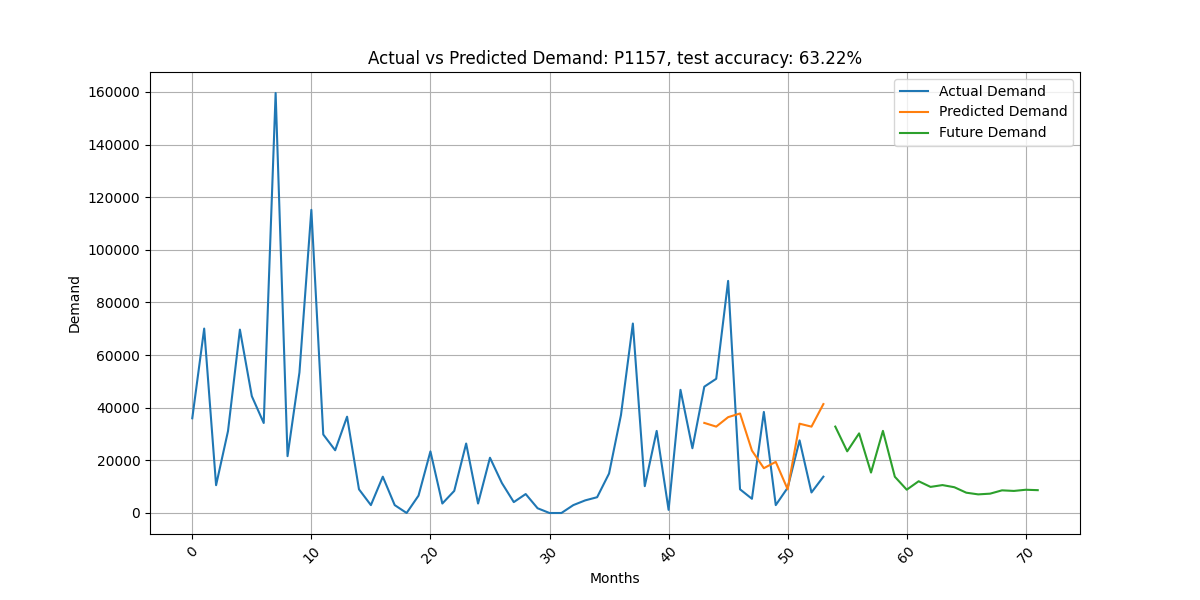 Actual vs Predicted Demand: P1157, test accuracy: 63.22%
Actual Demand
Predicted Demand
Future Demand
160000
140000
120000
100000
80000
60000
40000
20000
0
Demand
0 10 20 30 40 50 60 70
Months